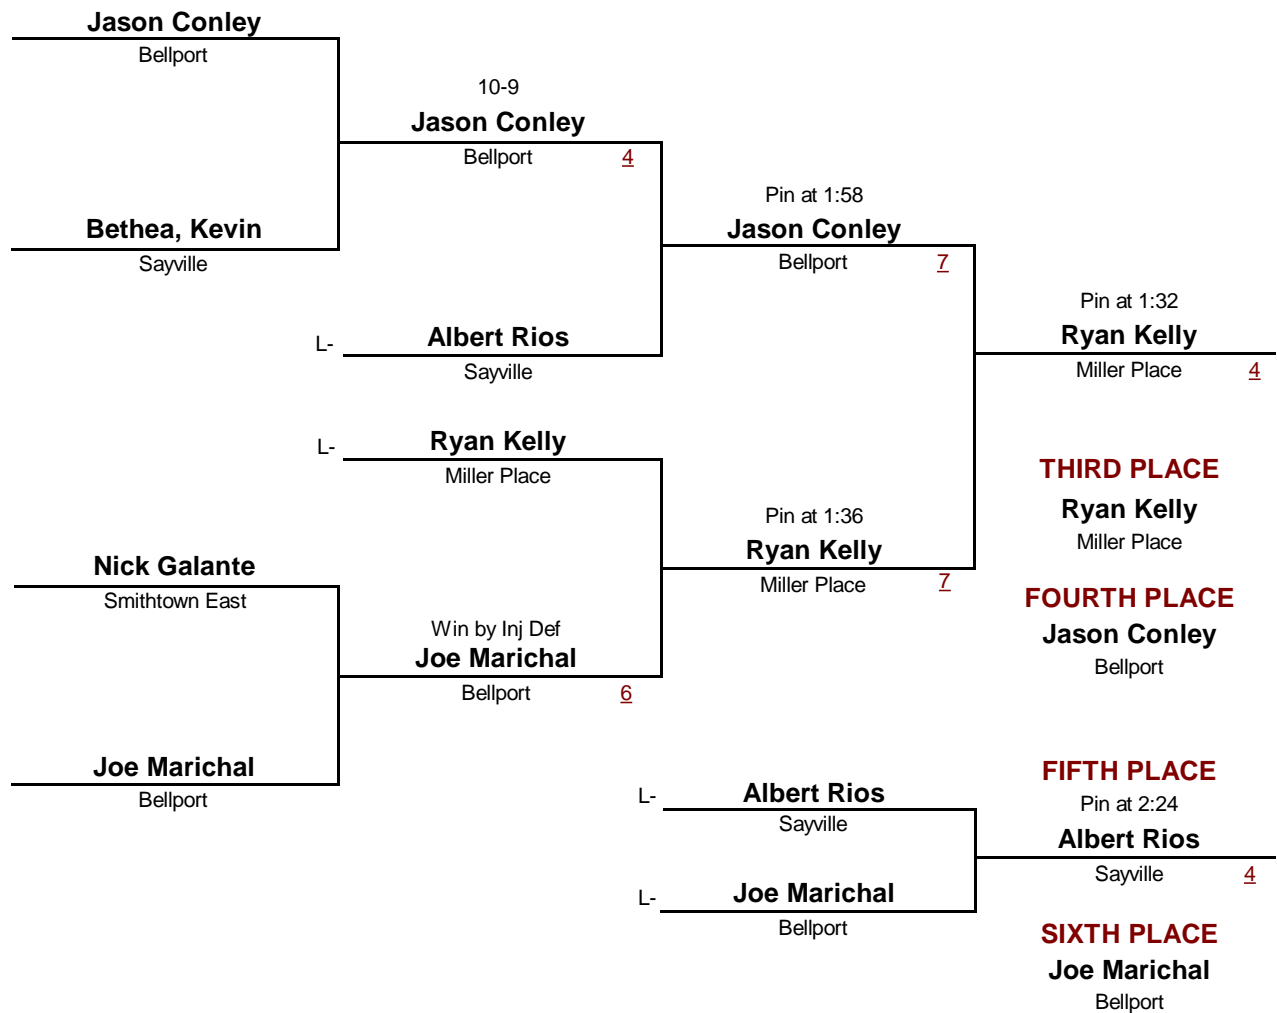 Jason Conley
Bellport
10-9
Jason Conley
Bellport 4
Bethea, Kevin
Sayville
Pin at 1:58
Jason Conley
Bellport 7
L- Albert Rios
Sayville
Pin at 1:32
Ryan Kelly
Miller Place 4
L- Ryan Kelly
Miller Place
THIRD PLACE
Ryan Kelly
Miller Place
Pin at 1:36
Ryan Kelly
Miller Place 7
Nick Galante
Smithtown East
FOURTH PLACE
Jason Conley
Bellport
Win by Inj Def
Joe Marichal
Bellport 6
Joe Marichal
Bellport
FIFTH PLACE
L- Albert Rios
Sayville
Pin at 2:24
Albert Rios
Sayville 4
L- Joe Marichal
Bellport
SIXTH PLACE
Joe Marichal
Bellport